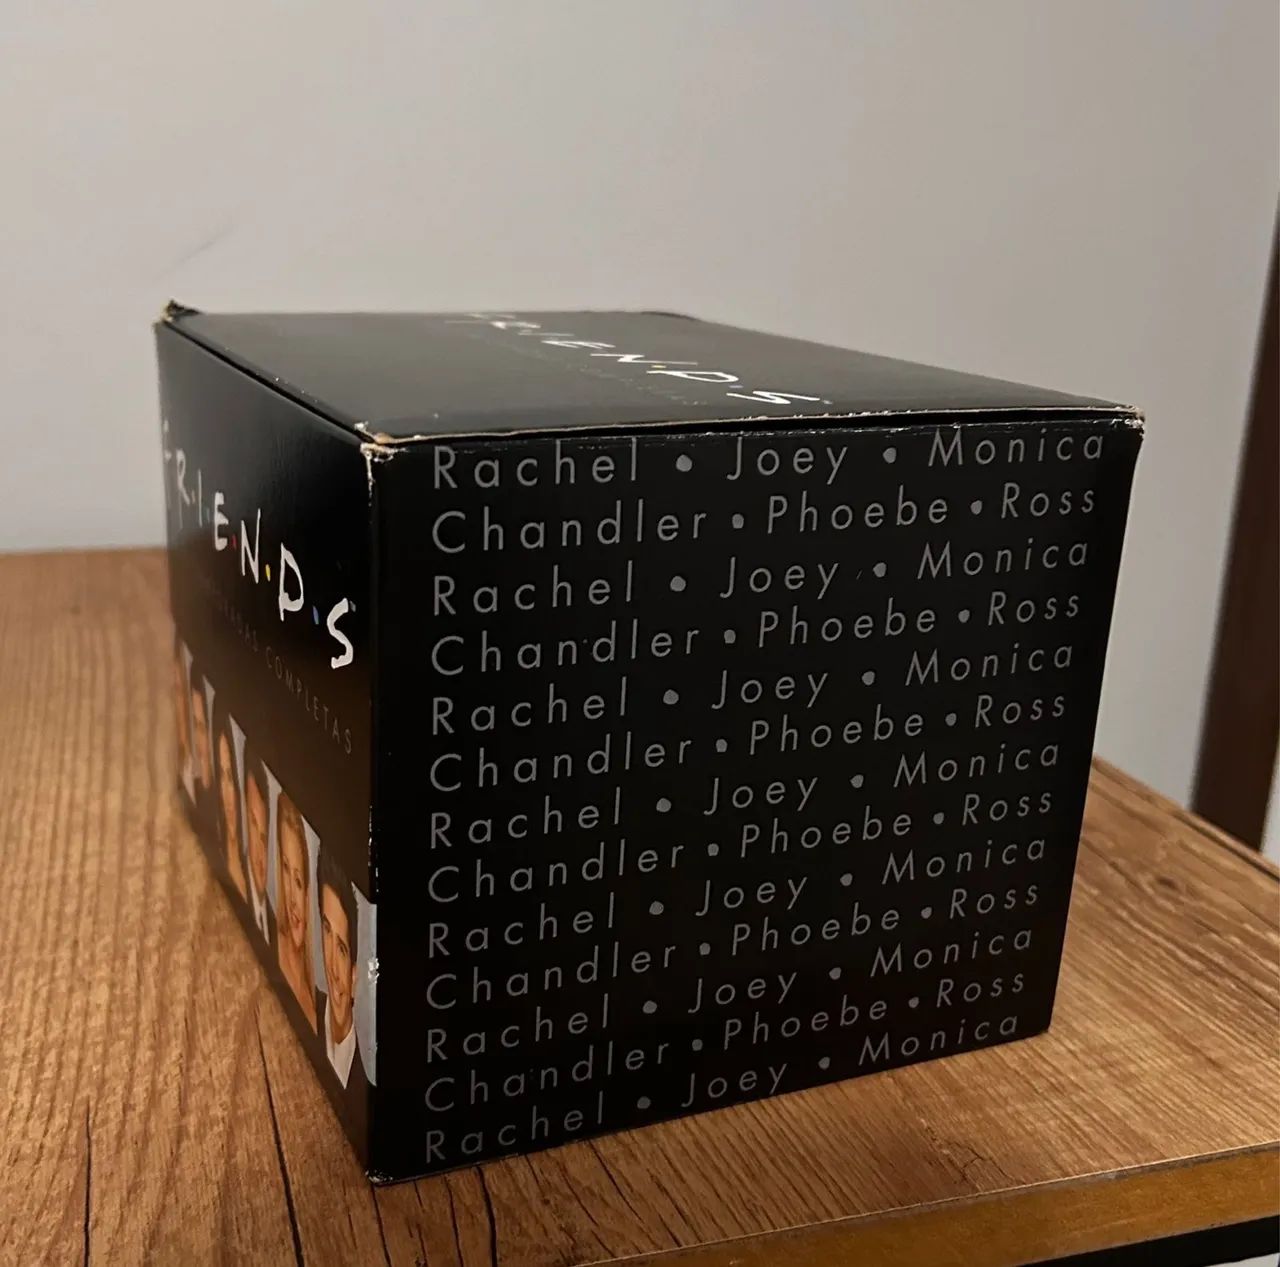 F·R·I·E·N·D·S
F·R·I·E·N·D·S
COMPLETAS
Rachel • Joey • Monica
Chandler • Phoebe • Ross
Rachel • Joey • Monica
Chandler • Phoebe • Ross
Rachel • Joey • Monica
Chandler • Phoebe • Ross
Rachel • Joey • Monica
Chandler • Phoebe • Ross
Rachel • Joey • Monica
Chandler • Phoebe • Ross
Rachel • Joey • Monica
Chandler • Phoebe • Ross
Rachel • Joey • Monica